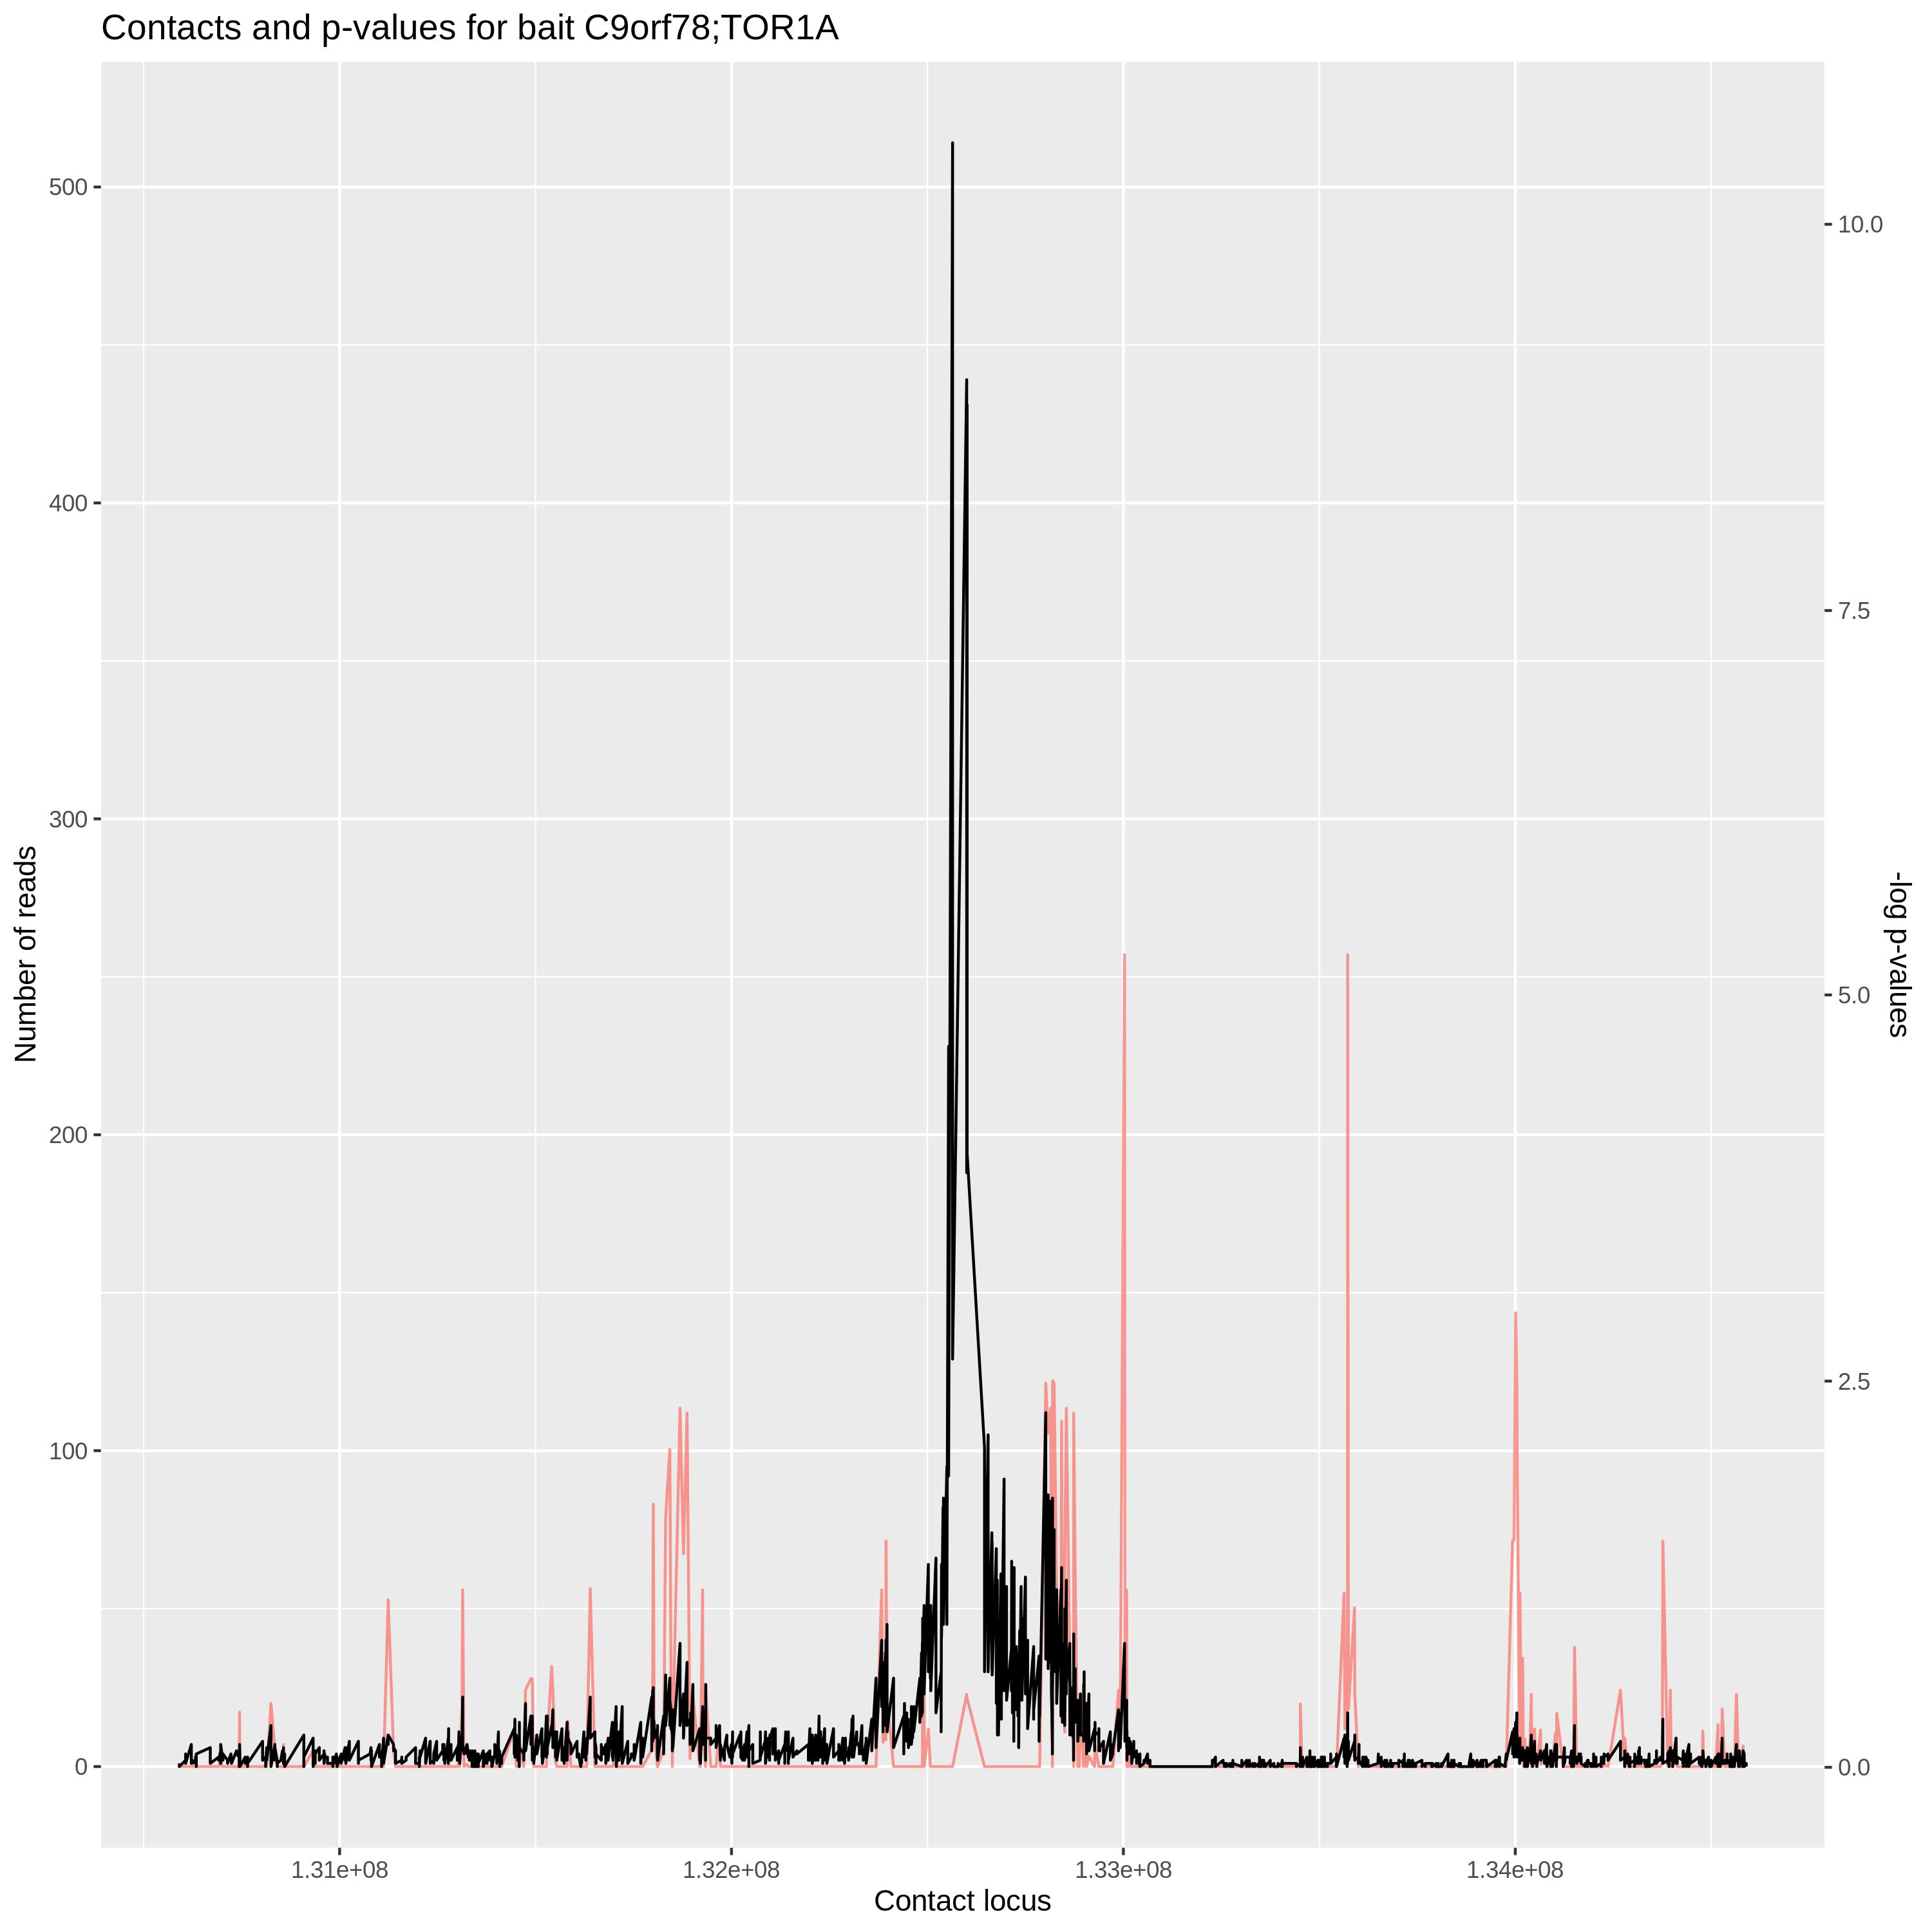 Contacts and p-values for bait C9orf78;TOR1A
500
400
300
200
100
0
Number of reads
10.0
7.5
5.0
2.5
0.0
-log p-values
1.31e+08
1.32e+08
1.33e+08
1.34e+08
Contact locus